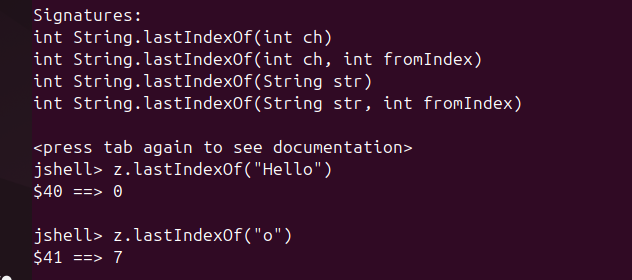 Signatures:
int String.lastIndexOf(int ch)
int String.lastIndexOf(int ch, int fromIndex)
int String.lastIndexOf(String str)
int String.lastIndexOf(String str, int fromIndex)
<press tab again to see documentation>
jshell> z.lastIndexOf("Hello")
$40 ==> 0
jshell> z.lastIndexOf("o")
$41 ==> 7